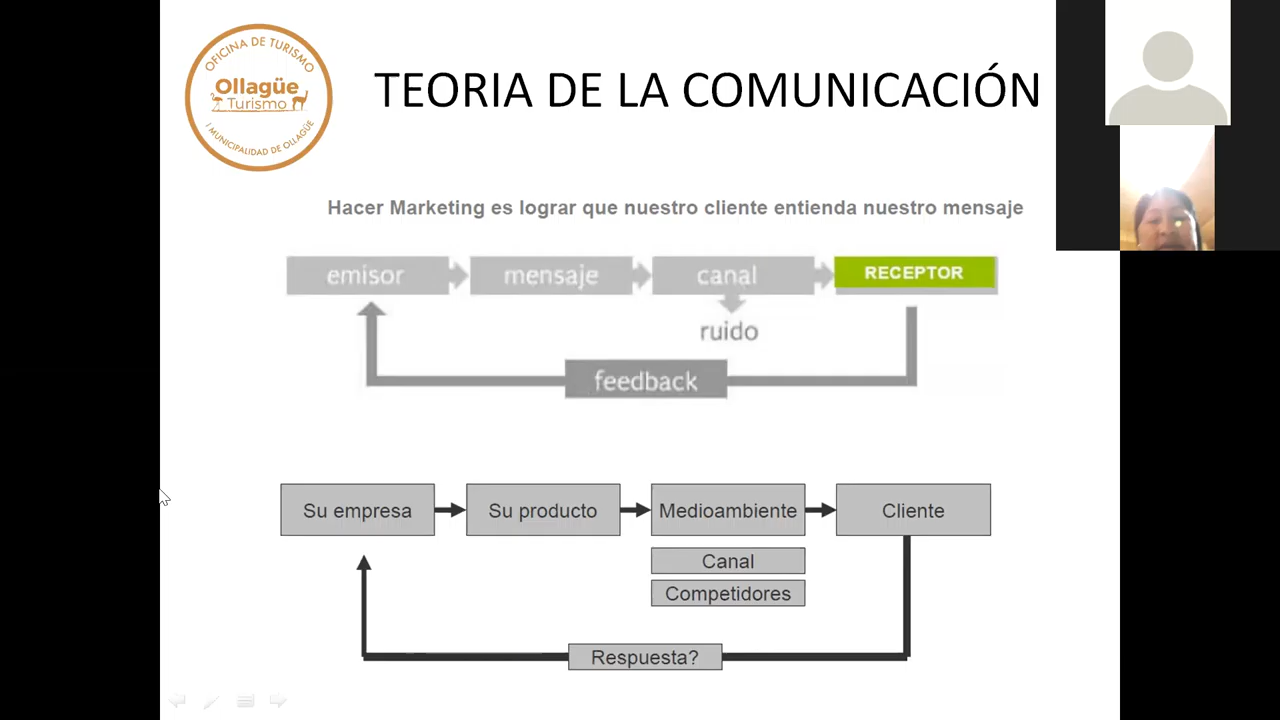 OFICINA DE TURISMO
Ollagüe
Turismo
I MUNICIPALIDAD DE OLLAGÜE
TEORIA DE LA COMUNICACIÓN
Hacer Marketing es lograr que nuestro cliente entienda nuestro mensaje
emisor mensaje canal RECEPTOR
ruido
feedback
Su empresa Su producto Medioambiente Cliente
Canal
Competidores
Respuesta?